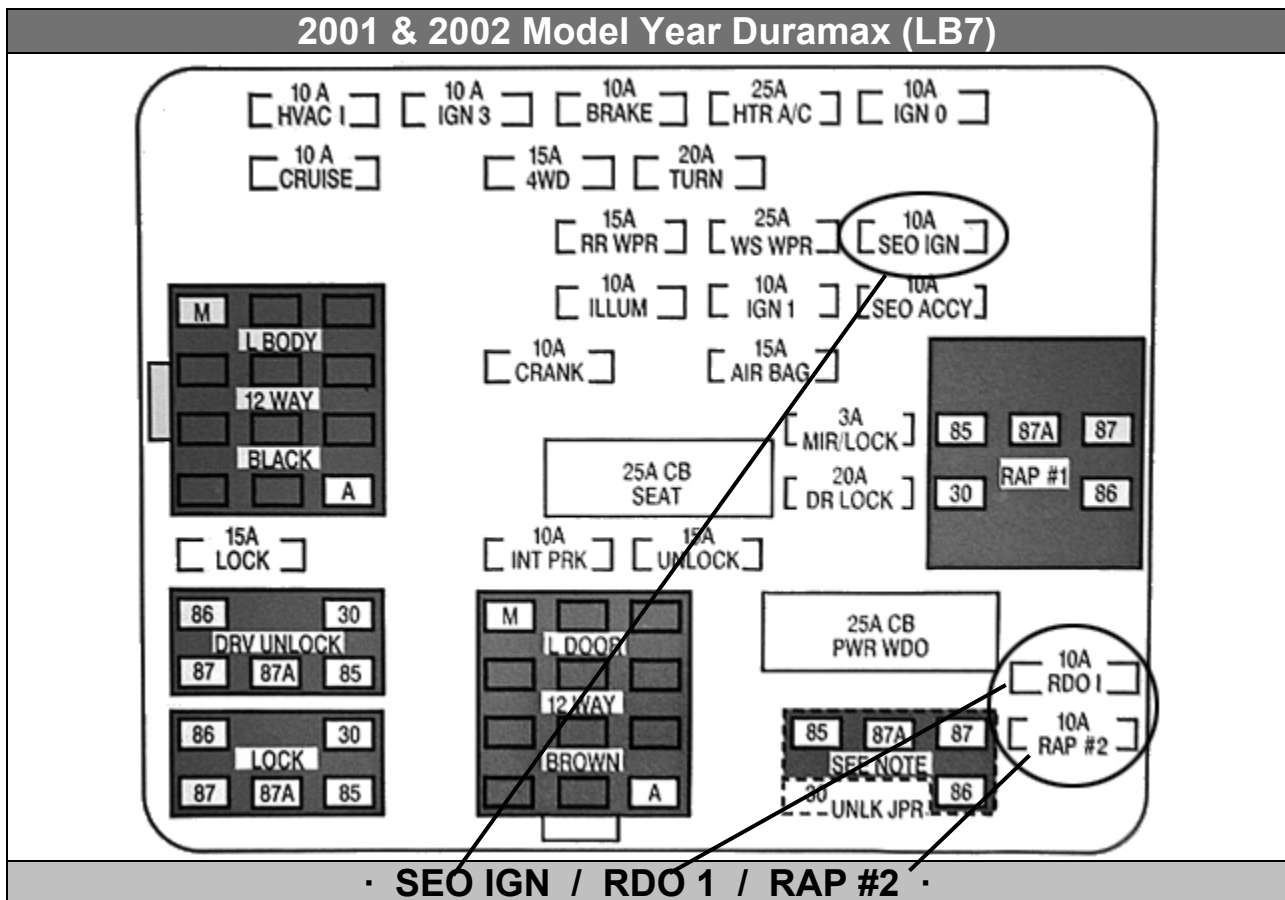 2001 & 2002 Model Year Duramax (LB7)
10 A
HVAC I
10 A
IGN 3
10A
BRAKE
25A
HTR A/C
10A
IGN 0
10 A
CRUISE
15A
4WD
20A
TURN
15A
RR WPR
25A
WS WPR
10A
SEO IGN
10A
ILLUM
10A
IGN 1
10A
SEO ACCY
M
L BODY
12 WAY
BLACK
A
10A
CRANK
15A
AIR BAG
3A
MIR/LOCK
20A
DR LOCK
85 87A 87
RAP #1
30 86
25A CB
SEAT
15A
LOCK
10A
INT PRK
15A
UNLOCK
86 30
DRV UNLOCK
87 87A 85
86 30
LOCK
87 87A 85
M
L DOOR
12 WAY
BROWN
A
25A CB
PWR WDO
10A
RDO I
10A
RAP #2
85 87A 87
SEE NOTE
30 86
UNLK JPR
· SEO IGN / RDO 1 / RAP #2 ·